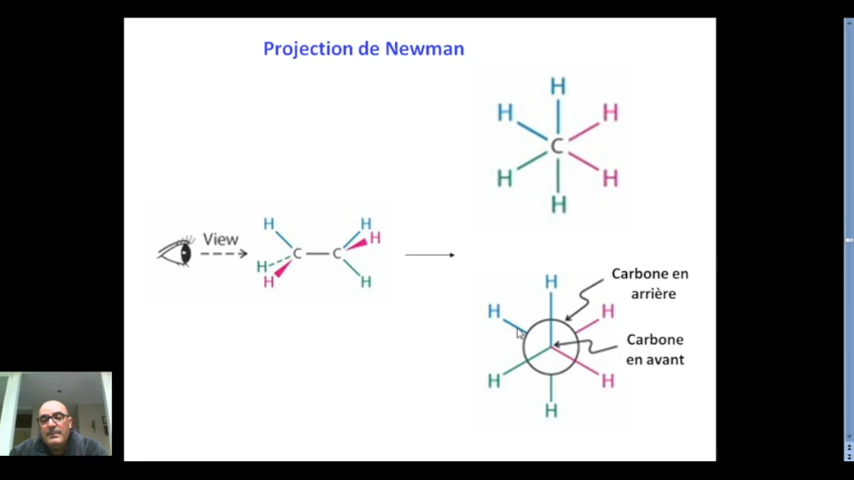 Projection de Newman
H
H H
C
H H
H
View
H H
H
C C
H
H H
Carbone en
arrière
H
H H
Carbone
en avant
H H
H